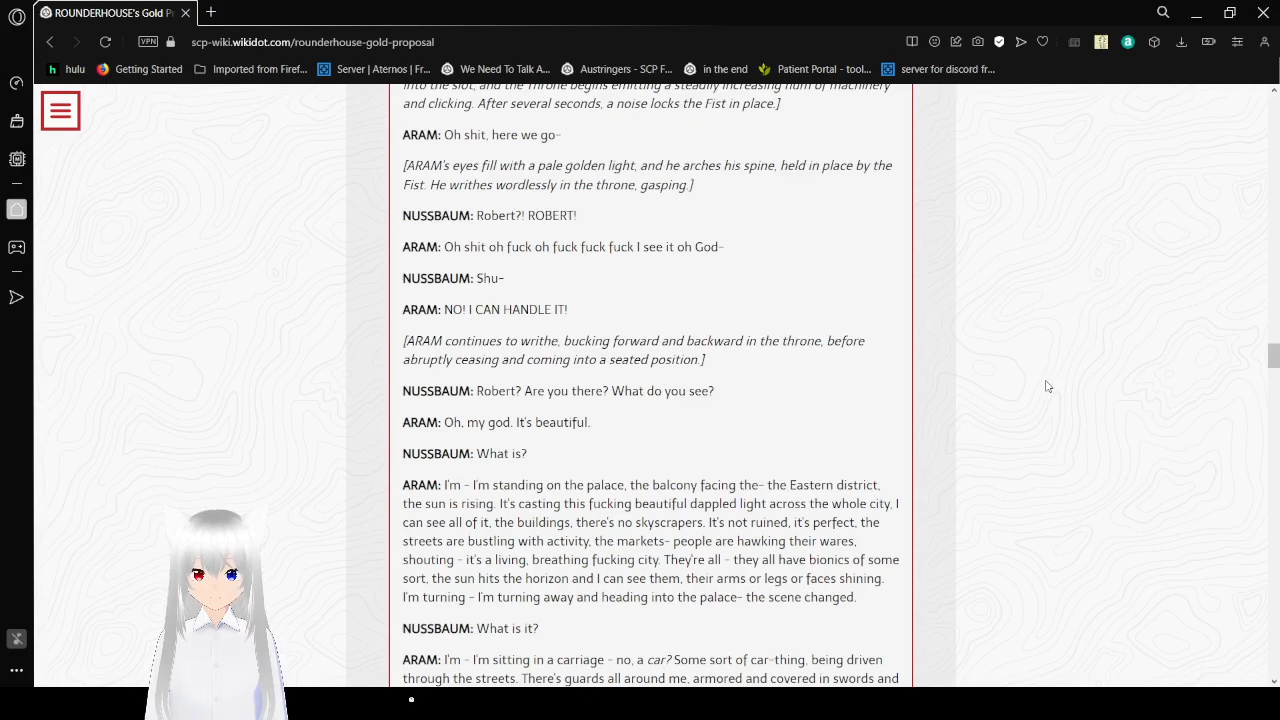 ROUNDERHOUSE's Gold P
VPN
scp-wiki.wikidot.com/rounderhouse-gold-proposal
hulu
Getting Started
Imported from Firef...
Server | Aternos | Fr...
We Need To Talk A...
Austringers - SCP F...
in the end
Patient Portal - tool...
server for discord fr...
into the slot, and the Throne begins emitting a steadily increasing hum of machinery
and clicking. After several seconds, a noise locks the Fist in place.]
ARAM: Oh shit, here we go-
[ARAM's eyes fill with a pale golden light, and he arches his spine, held in place by the
Fist. He writhes wordlessly in the throne, gasping.]
NUSSBAUM: Robert?! ROBERT!
ARAM: Oh shit oh fuck oh fuck fuck fuck I see it oh God-
NUSSBAUM: Shu-
ARAM: NO! I CAN HANDLE IT!
[ARAM continues to writhe, bucking forward and backward in the throne, before
abruptly ceasing and coming into a seated position.]
NUSSBAUM: Robert? Are you there? What do you see?
ARAM: Oh, my god. It's beautiful.
NUSSBAUM: What is?
ARAM: I'm - I'm standing on the palace, the balcony facing the- the Eastern district,
the sun is rising. It's casting this fucking beautiful dappled light across the whole city, I
can see all of it, the buildings, there's no skyscrapers. It's not ruined, it's perfect, the
streets are bustling with activity, the markets- people are hawking their wares,
shouting - it's a living, breathing fucking city. They're all - they all have bionics of some
sort, the sun hits the horizon and I can see them, their arms or legs or faces shining.
I'm turning - I'm turning away and heading into the palace- the scene changed.
NUSSBAUM: What is it?
ARAM: I'm - I'm sitting in a carriage - no, a car? Some sort of car-thing, being driven
through the streets. There's guards all around me, armored and covered in swords and